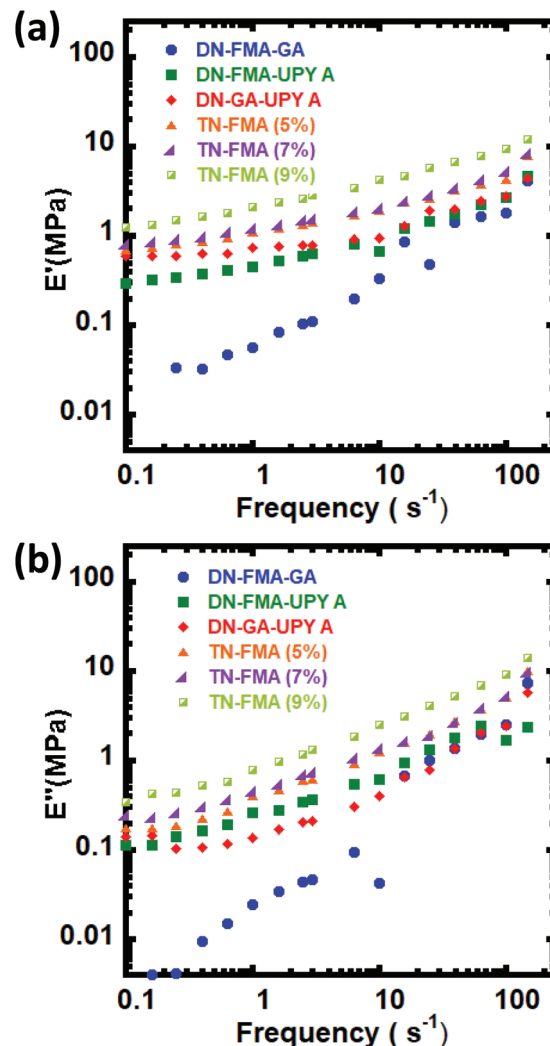 (a)
DN-FMA-GA
DN-FMA-UPY A
DN-GA-UPY A
TN-FMA (5%)
TN-FMA (7%)
TN-FMA (9%)
100
10
1
0.1
0.01
E'(MPa)
0.1 1 10 100
Frequency ( s⁻¹)
(b)
DN-FMA-GA
DN-FMA-UPY A
DN-GA-UPY A
TN-FMA (5%)
TN-FMA (7%)
TN-FMA (9%)
100
10
1
0.1
0.01
E"(MPa)
0.1 1 10 100
Frequency ( s⁻¹)